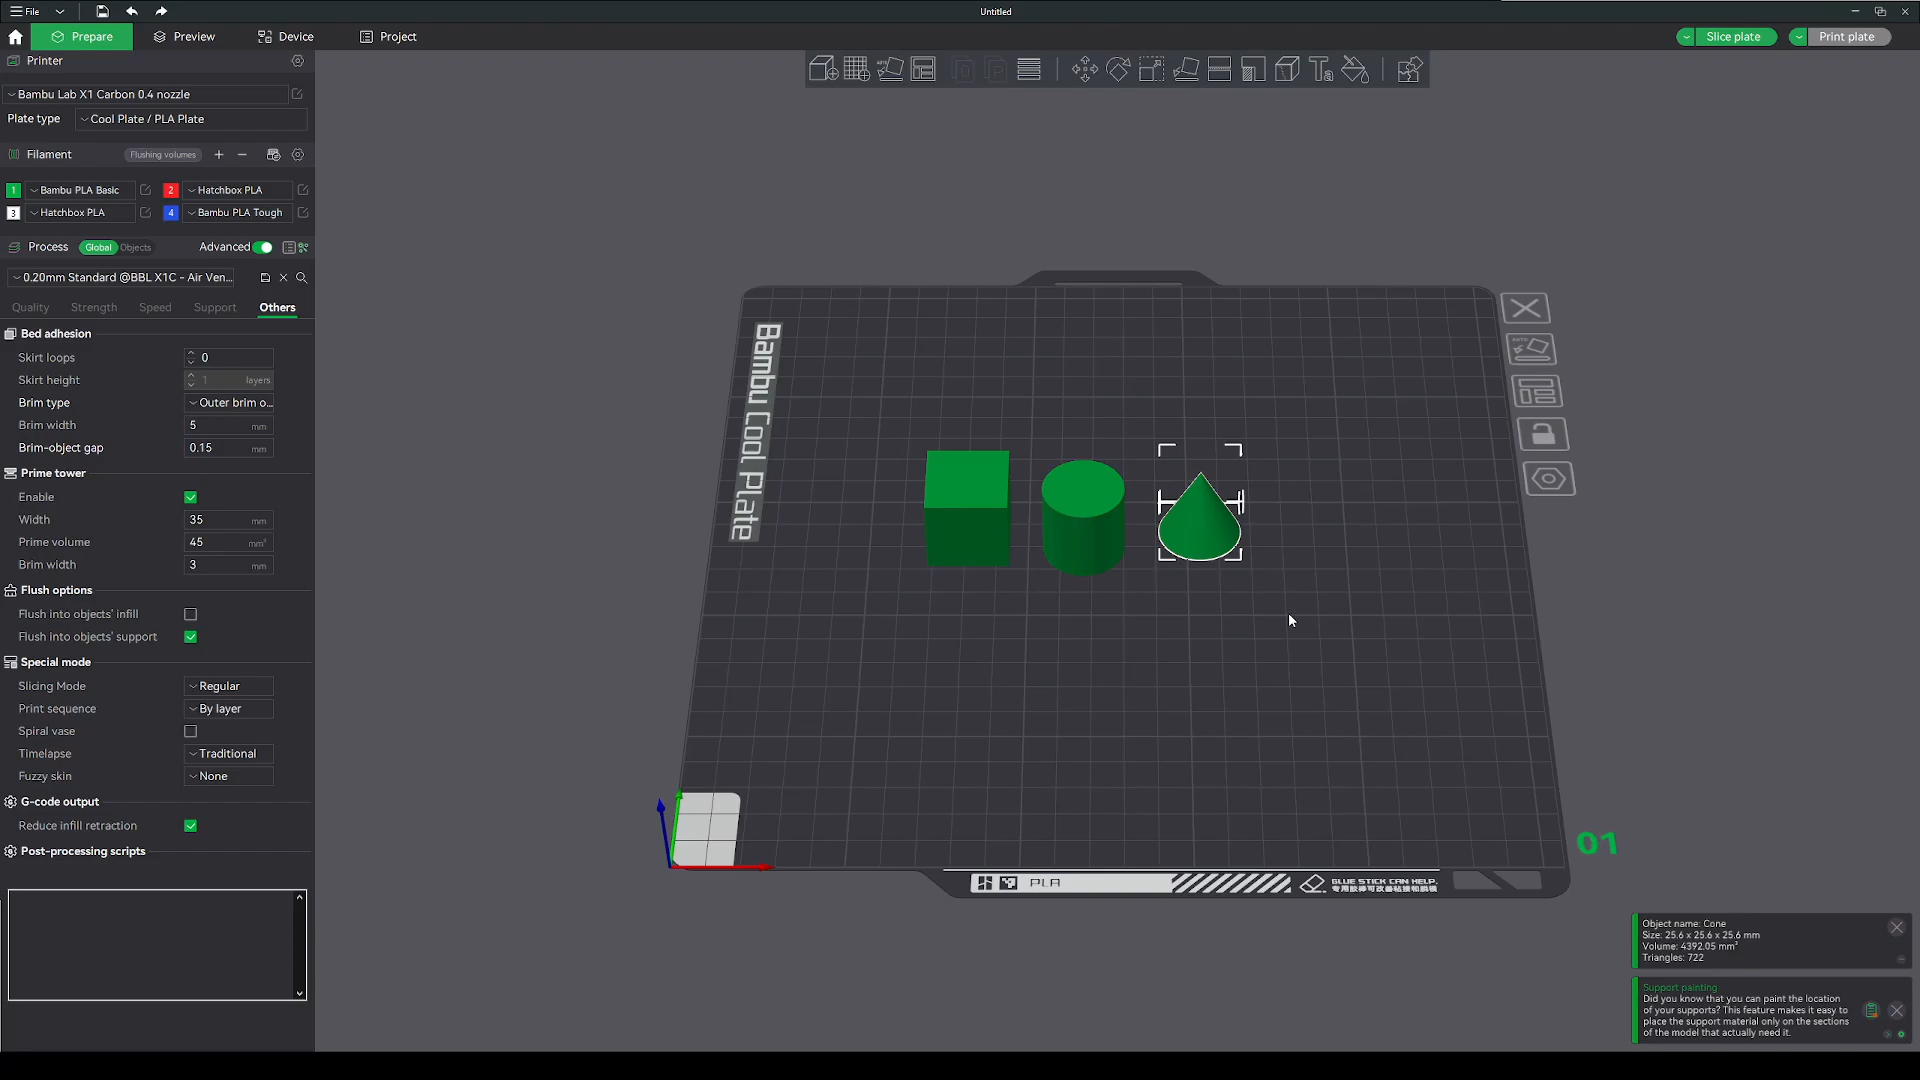 File
Untitled
Prepare
Preview
Device
Project
Slice plate
Print plate
Printer
Bambu Lab X1 Carbon 0.4 nozzle
Plate type
Cool Plate / PLA Plate
Filament
Flushing volumes
1 Bambu PLA Basic
2 Hatchbox PLA
3 Hatchbox PLA
4 Bambu PLA Tough
Process
Global
Objects
Advanced
0.20mm Standard @BBL X1C - Air Ven...
Quality
Strength
Speed
Support
Others
Bed adhesion
Skirt loops 0
Skirt height 1 layers
Brim type Outer brim o...
Brim width 5 mm
Brim-object gap 0.15 mm
Prime tower
Enable
Width 35 mm
Prime volume 45 mm³
Brim width 3 mm
Flush options
Flush into objects' infill
Flush into objects' support
Special mode
Slicing Mode Regular
Print sequence By layer
Spiral vase
Timelapse Traditional
Fuzzy skin None
G-code output
Reduce infill retraction
Post-processing scripts
Bambu Cool Plate
AUTO
01
PLA
BLUE STICK CAN HELP.
Object name: Cone
Size: 25.6 x 25.6 x 25.6 mm
Volume: 4392.05 mm³
Triangles: 722
Support painting
Did you know that you can paint the location
of your supports? This feature makes it easy to
place the support material only on the sections
of the model that actually need it.